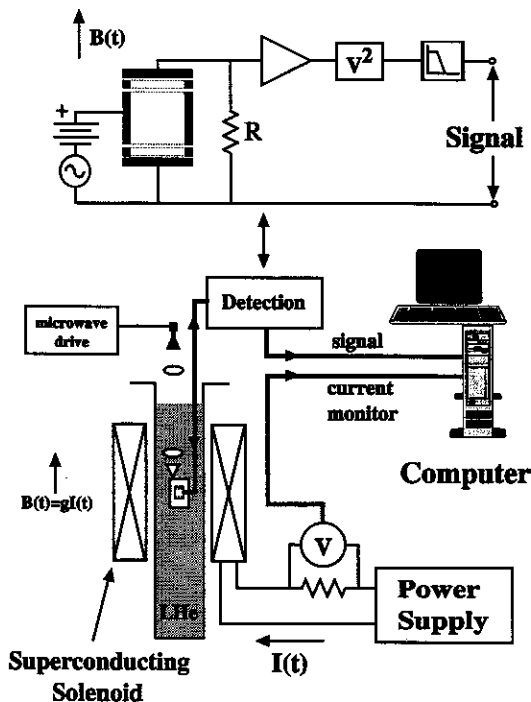 B(t)
+
V²
R
Signal
Detection
microwave
drive
signal
current
monitor
Computer
B(t)=gI(t)
V
LHe
Power
Supply
I(t)
Superconducting
Solenoid